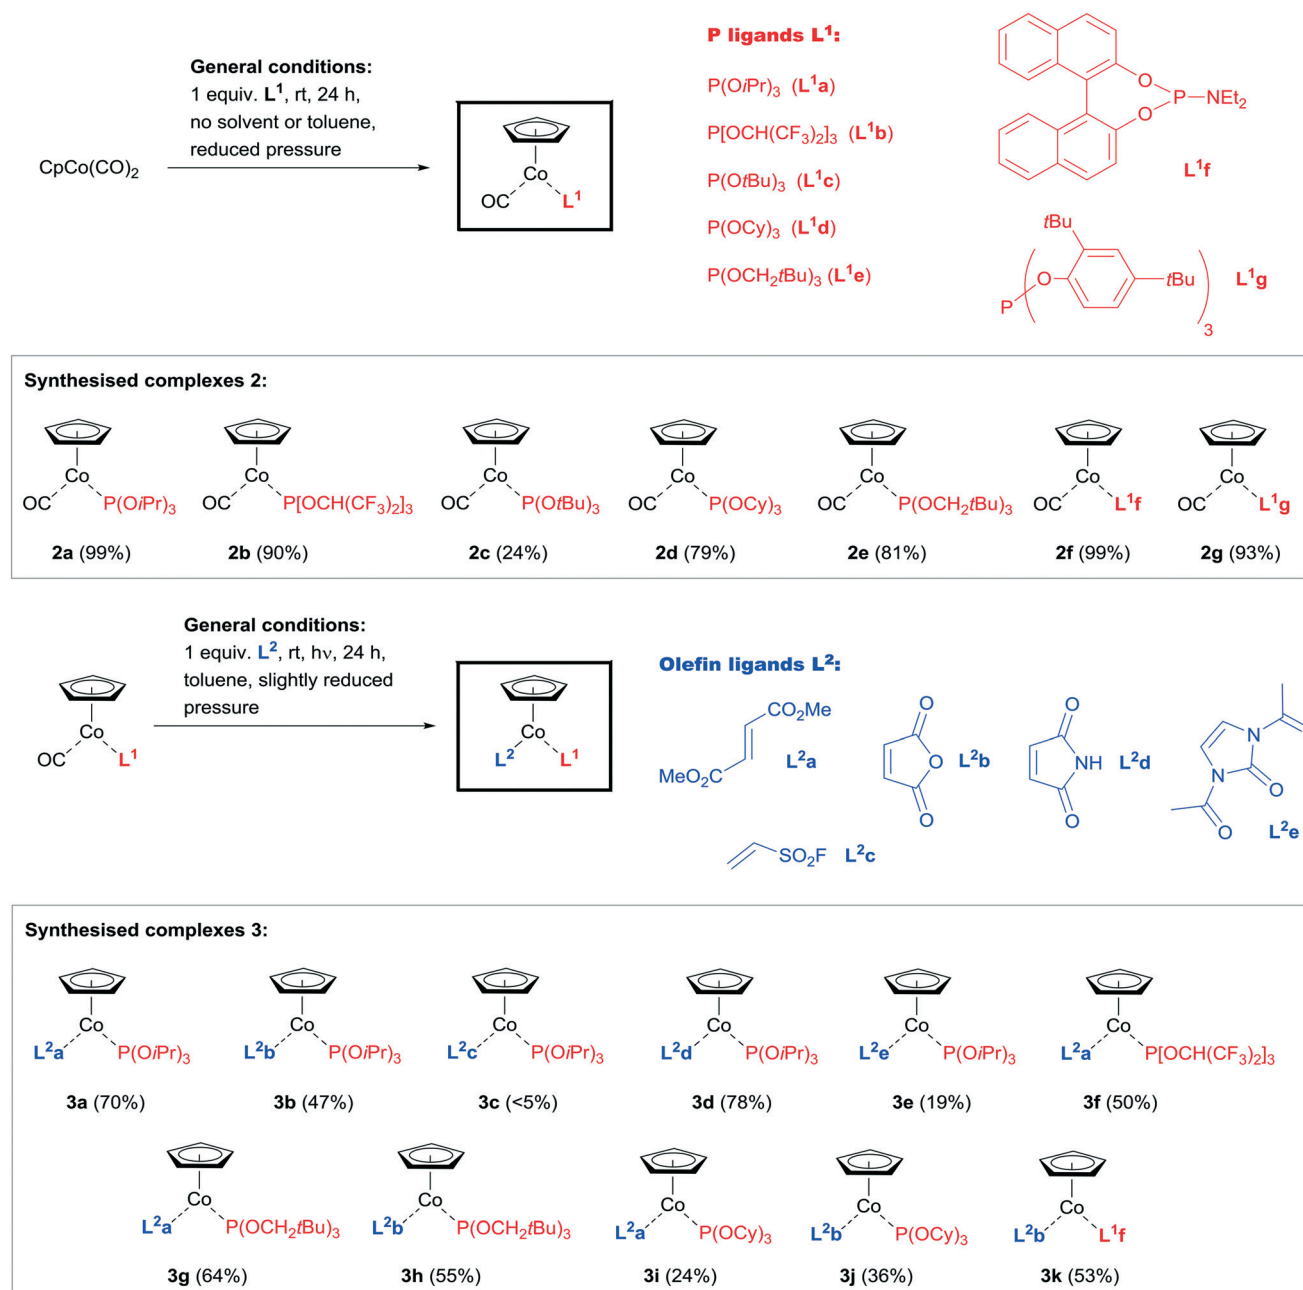 General conditions:
1 equiv. L¹, rt, 24 h,
no solvent or toluene,
reduced pressure
CpCo(CO)₂
Co
OC
L¹
P ligands L¹:
P(OiPr)₃ (L¹a)
P[OCH(CF₃)₂]₃ (L¹b)
P(OtBu)₃ (L¹c)
P(OCy)₃ (L¹d)
P(OCH₂tBu)₃ (L¹e)
O
P
NEt₂
O
L¹f
tBu
O
tBu
P
3
L¹g
Synthesised complexes 2:
Co
OC
P(OiPr)₃
2a (99%)
Co
OC
P[OCH(CF₃)₂]₃
2b (90%)
Co
OC
P(OtBu)₃
2c (24%)
Co
OC
P(OCy)₃
2d (79%)
Co
OC
P(OCH₂tBu)₃
2e (81%)
Co
OC
L¹f
2f (99%)
Co
OC
L¹g
2g (93%)
General conditions:
1 equiv. L², rt, hν, 24 h,
toluene, slightly reduced
pressure
Co
OC
L¹
Co
L²
L¹
Olefin ligands L²:
CO₂Me
MeO₂C
L²a
O
O
O
L²b
SO₂F
L²c
O
NH
O
L²d
N
N
O
O
L²e
Synthesised complexes 3:
Co
L²a
P(OiPr)₃
3a (70%)
Co
L²b
P(OiPr)₃
3b (47%)
Co
L²c
P(OiPr)₃
3c (<5%)
Co
L²d
P(OiPr)₃
3d (78%)
Co
L²e
P(OiPr)₃
3e (19%)
Co
L²a
P[OCH(CF₃)₂]₃
3f (50%)
Co
L²a
P(OCH₂tBu)₃
3g (64%)
Co
L²b
P(OCH₂tBu)₃
3h (55%)
Co
L²a
P(OCy)₃
3i (24%)
Co
L²b
P(OCy)₃
3j (36%)
Co
L²b
L¹f
3k (53%)